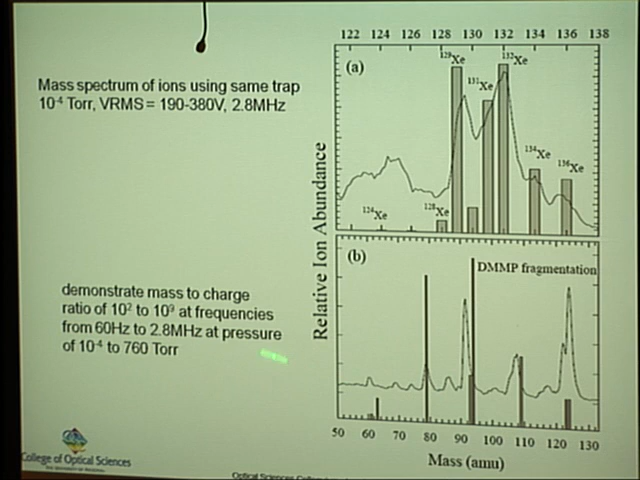 Mass spectrum of ions using same trap
10⁻⁴ Torr, VRMS = 190-380V, 2.8MHz
demonstrate mass to charge
ratio of 10² to 10⁹ at frequencies
from 60Hz to 2.8MHz at pressure
of 10⁻⁴ to 760 Torr
College of Optical Sciences
Optical Sciences
122 124 126 128 130 132 134 136 138
(a)
¹²⁹Xe
¹³²Xe
¹³¹Xe
¹³⁴Xe
¹³⁶Xe
¹²⁴Xe
¹²⁸Xe
Relative Ion Abundance
(b)
DMMP fragmentation
50 60 70 80 90 100 110 120 130
Mass (amu)